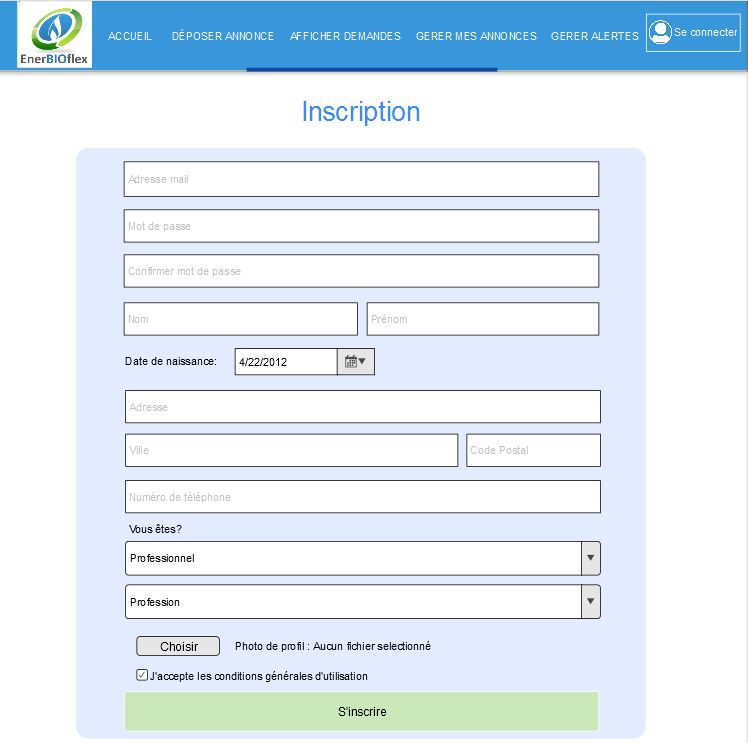 EnerBIOflex
ACCUEIL DÉPOSER ANNONCE AFFICHER DEMANDES GERER MES ANNONCES GERER ALERTES Se connecter
Inscription
Adresse mail
Mot de passe
Confirmer mot de passe
Nom Prénom
Date de naissance: 4/22/2012
Adresse
Ville Code Postal
Numéro de téléphone
Vous êtes?
Professionnel
Profession
Choisir Photo de profil : Aucun fichier selectionné
J'accepte les conditions générales d'utilisation
S'inscrire